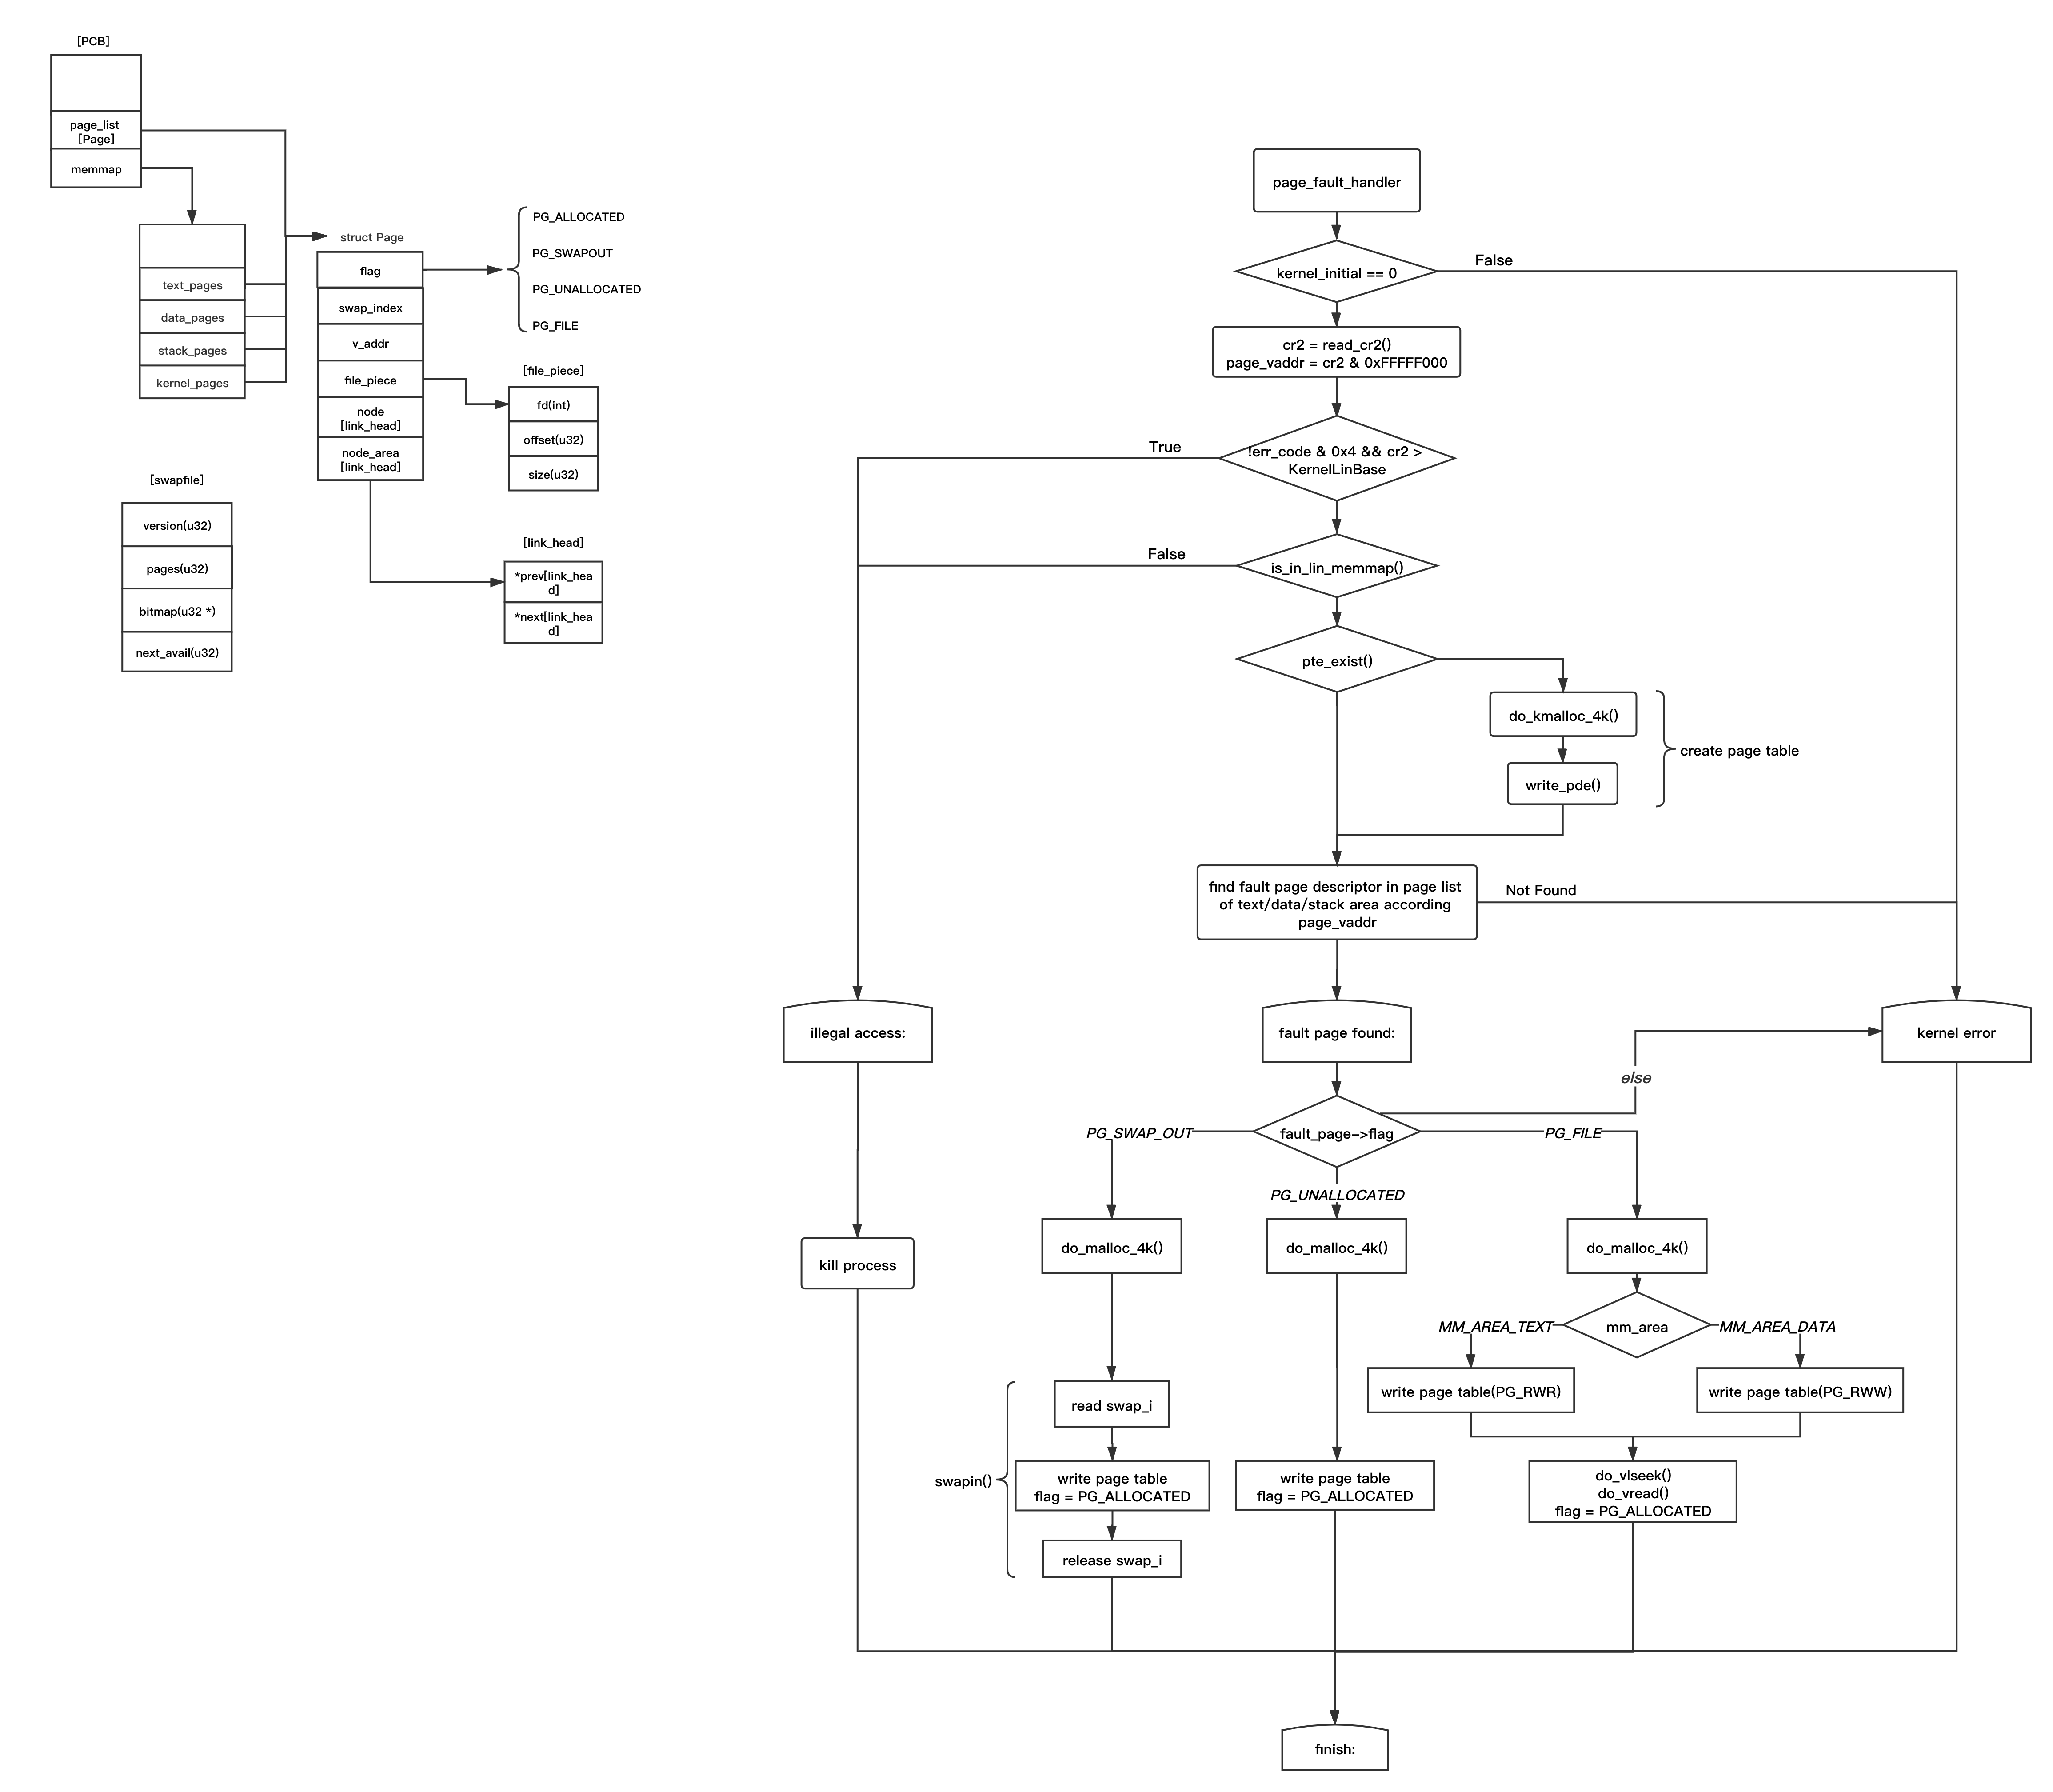 [PCB]
page_list
[Page]
memmap
text_pages
data_pages
stack_pages
kernel_pages
struct Page
flag
swap_index
v_addr
file_piece
node
[link_head]
node_area
[link_head]
PG_ALLOCATED
PG_SWAPOUT
PG_UNALLOCATED
PG_FILE
[file_piece]
fd(int)
offset(u32)
size(u32)
[link_head]
*prev[link_hea
d]
*next[link_hea
d]
[swapfile]
version(u32)
pages(u32)
bitmap(u32 *)
next_avail(u32)
page_fault_handler
kernel_initial == 0
False
cr2 = read_cr2()
page_vaddr = cr2 & 0xFFFFF000
True
!err_code & 0x4 && cr2 >
KernelLinBase
False
is_in_lin_memmap()
pte_exist()
do_kmalloc_4k()
write_pde()
create page table
find fault page descriptor in page list
of text/data/stack area according
page_vaddr
Not Found
illegal access:
fault page found:
kernel error
else
PG_SWAP_OUT
fault_page->flag
PG_FILE
PG_UNALLOCATED
do_malloc_4k()
do_malloc_4k()
do_malloc_4k()
kill process
MM_AREA_TEXT
mm_area
MM_AREA_DATA
write page table(PG_RWR)
write page table(PG_RWW)
read swap_i
swapin()
write page table
flag = PG_ALLOCATED
release swap_i
write page table
flag = PG_ALLOCATED
do_vlseek()
do_vread()
flag = PG_ALLOCATED
finish: